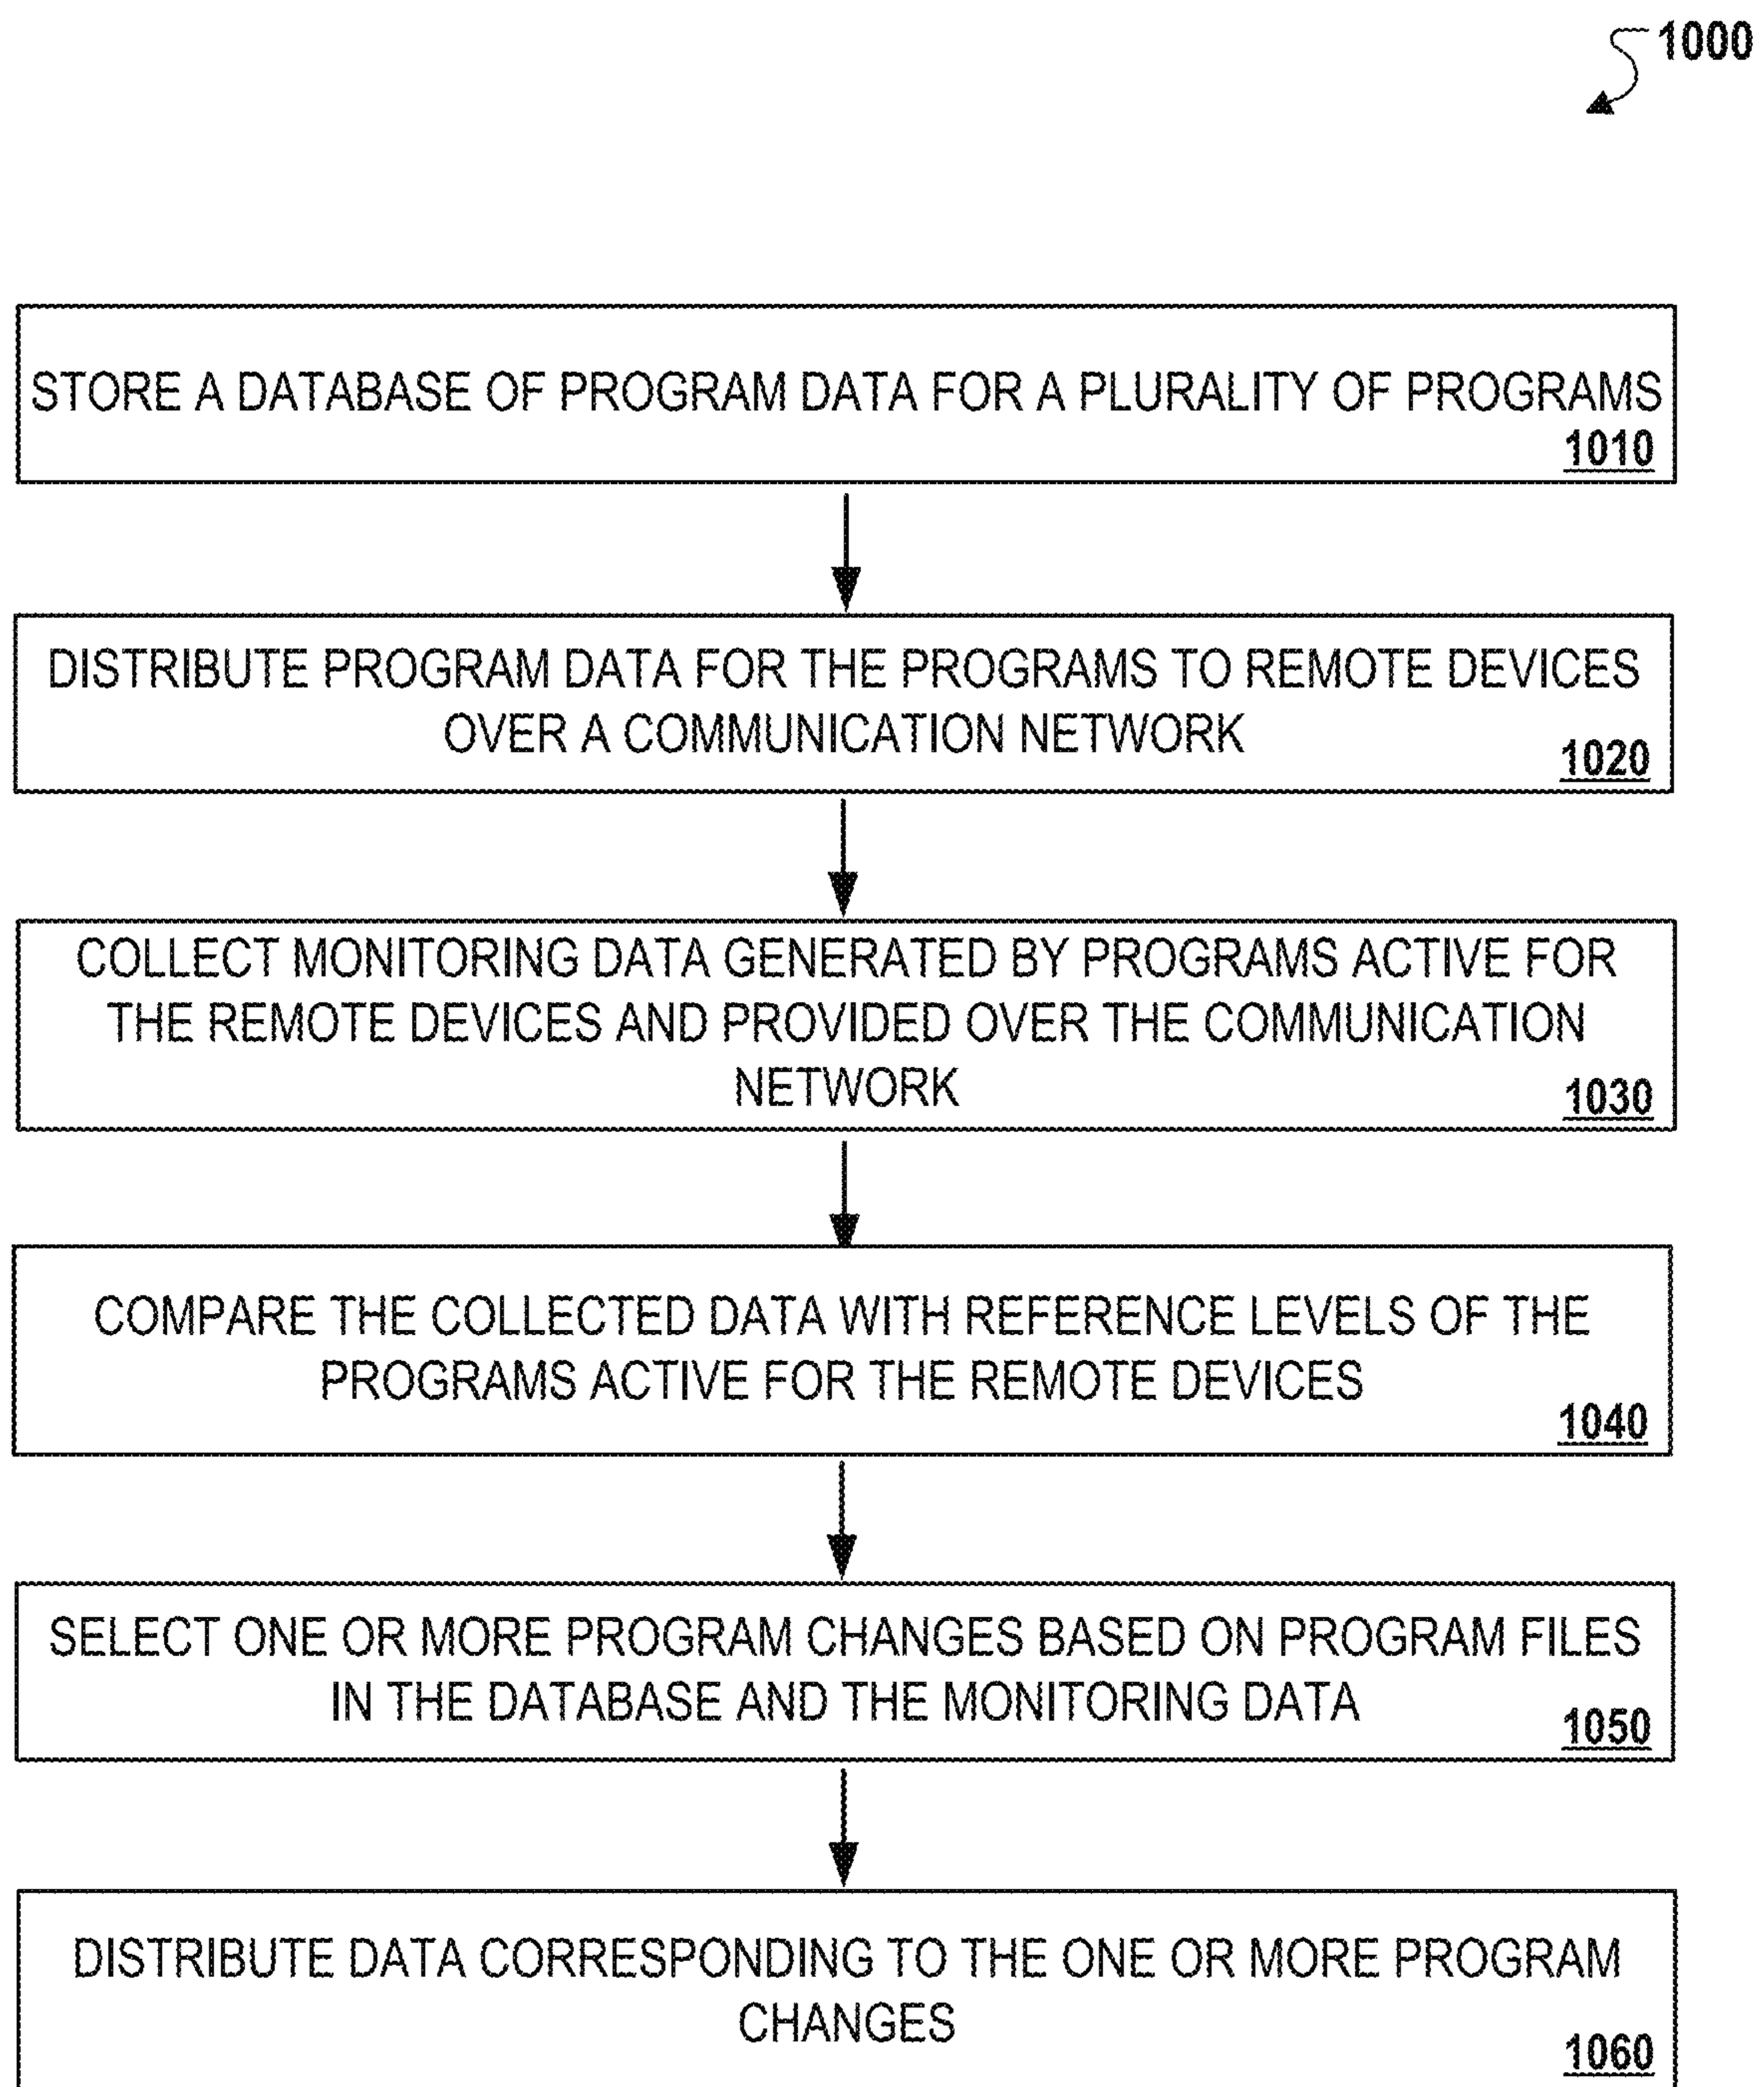 1000
STORE A DATABASE OF PROGRAM DATA FOR A PLURALITY OF PROGRAMS
1010
DISTRIBUTE PROGRAM DATA FOR THE PROGRAMS TO REMOTE DEVICES
OVER A COMMUNICATION NETWORK
1020
COLLECT MONITORING DATA GENERATED BY PROGRAMS ACTIVE FOR
THE REMOTE DEVICES AND PROVIDED OVER THE COMMUNICATION
NETWORK
1030
COMPARE THE COLLECTED DATA WITH REFERENCE LEVELS OF THE
PROGRAMS ACTIVE FOR THE REMOTE DEVICES
1040
SELECT ONE OR MORE PROGRAM CHANGES BASED ON PROGRAM FILES
IN THE DATABASE AND THE MONITORING DATA
1050
DISTRIBUTE DATA CORRESPONDING TO THE ONE OR MORE PROGRAM
CHANGES
1060